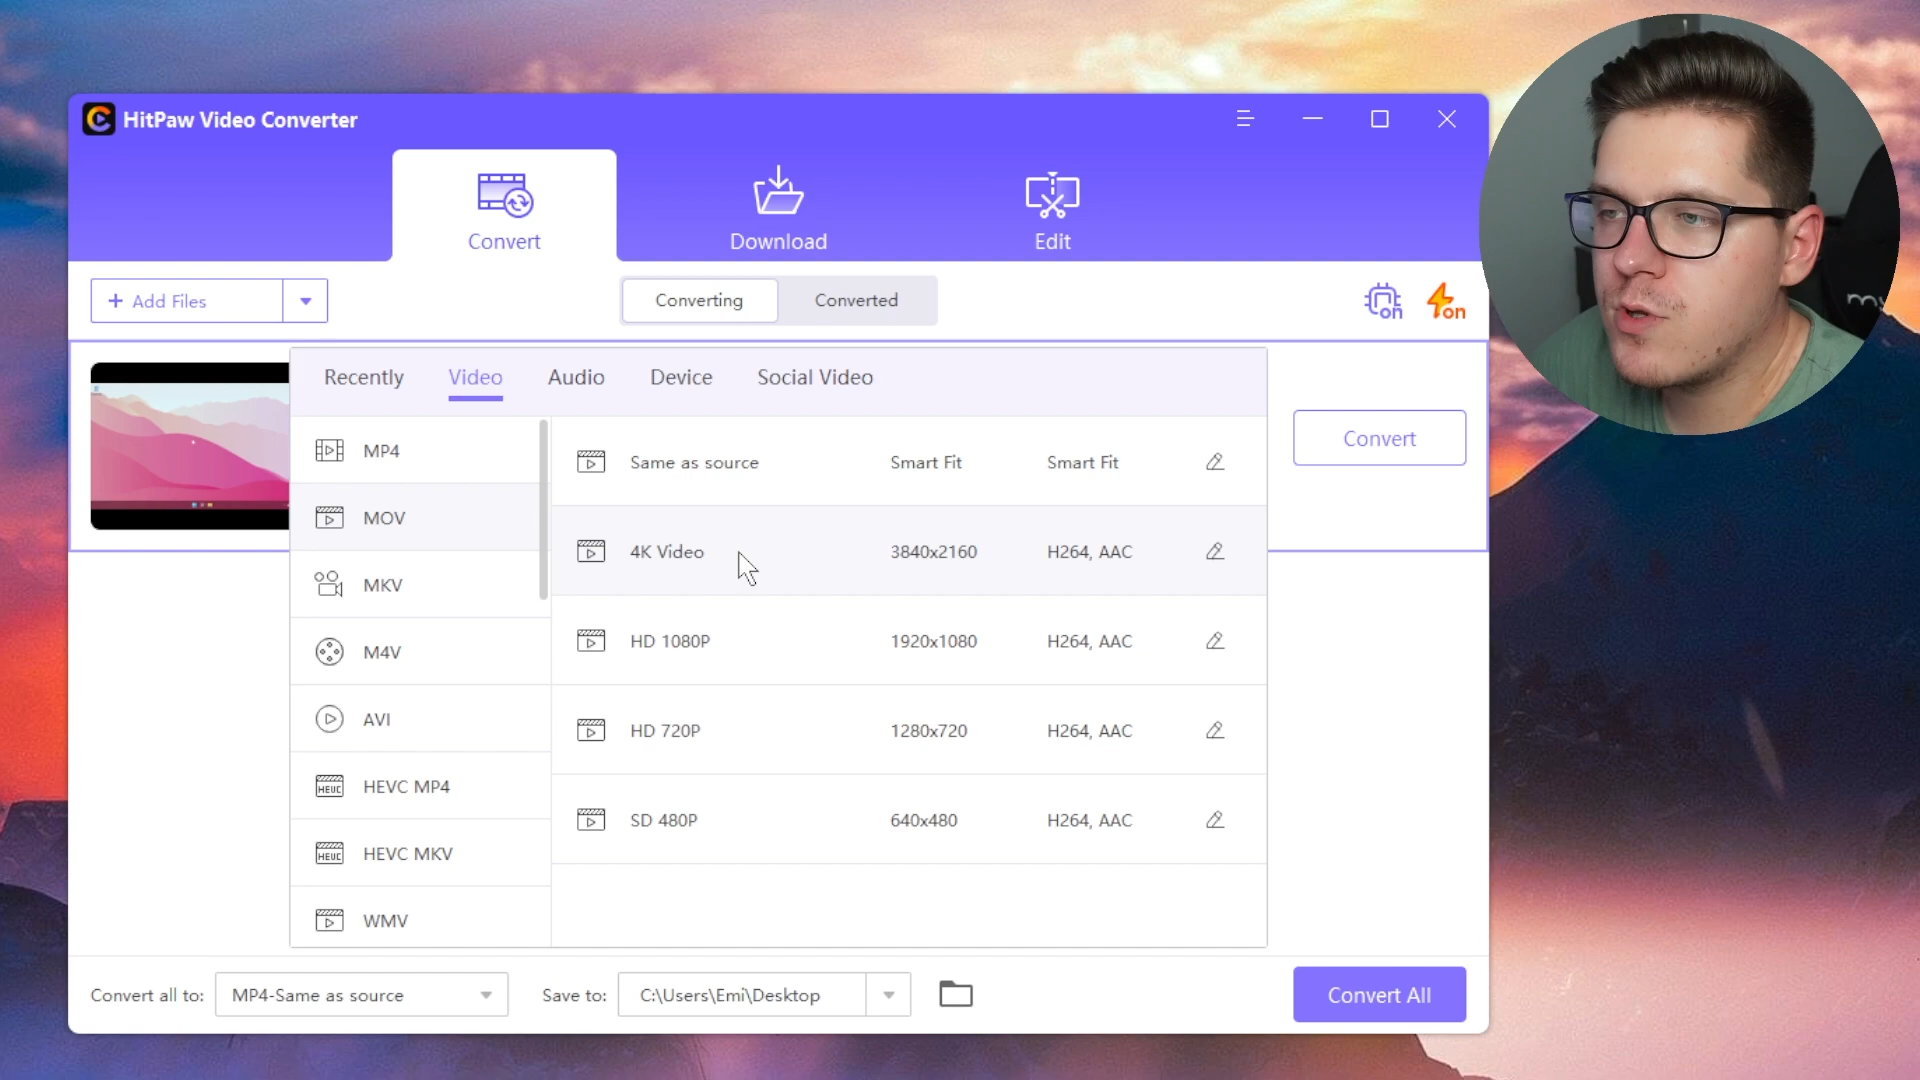 HitPaw Video Converter
Convert
Download
Edit
+ Add Files
Converting
Converted
on
on
Recently
Video
Audio
Device
Social Video
MP4
MOV
MKV
M4V
AVI
HEVC MP4
HEVC MKV
WMV
Same as source Smart Fit Smart Fit
4K Video 3840x2160 H264, AAC
HD 1080P 1920x1080 H264, AAC
HD 720P 1280x720 H264, AAC
SD 480P 640x480 H264, AAC
Convert
Convert all to: MP4-Same as source
Save to: C:\Users\Emi\Desktop
Convert All